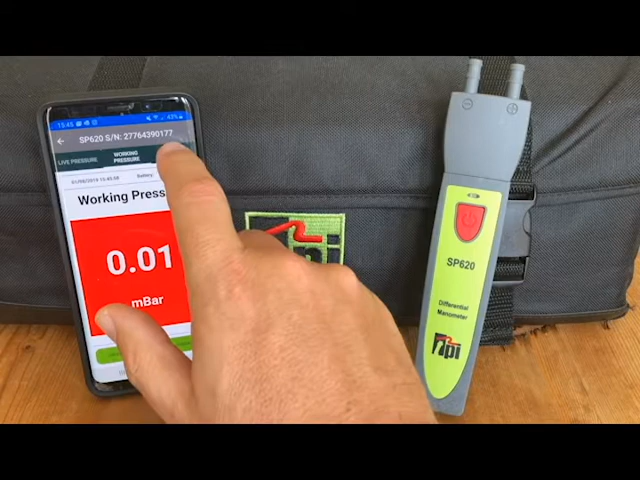 15:45
43%
SP620 S/N: 27764390177
LIVE PRESSURE
WORKING PRESSURE
01/08/2019 15:45:58
Battery:
Working Press
0.01
mBar
SP620
Differential
Manometer
tpi